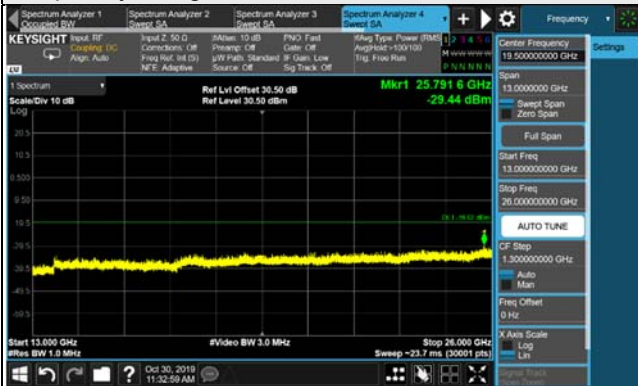 Spectrum Analyzer 1
Occupied BW
Spectrum Analyzer 2
Swept SA
Spectrum Analyzer 3
Swept SA
Spectrum Analyzer 4
Swept SA
Frequency
KEYSIGHT
Input: RF
Coupling: DC
Align: Auto
Input Z: 50 Ω
Corrections: Off
Freq Ref: Int (S)
NFE: Adaptive
#Atten: 10 dB
Preamp: Off
µW Path: Standard
Source: Off
PNO: Fast
Gate: Off
IF Gain: Low
Sig Track: Off
#Avg Type: Power (RMS
Avg|Hold:>100/100
Trig: Free Run
1 2 3 4 5 6
M W W W W W
P N N N N N
LXI
1 Spectrum
Scale/Div 10 dB
Log
Ref Lvl Offset 30.50 dB
Ref Level 30.50 dBm
Mkr1 25.791 6 GHz
-29.44 dBm
20.5
10.5
0.500
-9.50
-19.5
-29.5
-39.5
-49.5
-59.5
1
Start 13.000 GHz
#Res BW 1.0 MHz
#Video BW 3.0 MHz
Stop 26.000 GHz
Sweep ~23.7 ms (30001 pts)
Center Frequency
19.500000000 GHz
Settings
Span
13.0000000 GHz
Swept Span
Zero Span
Full Span
Start Freq
13.000000000 GHz
Stop Freq
26.000000000 GHz
AUTO TUNE
CF Step
1.300000000 GHz
Auto
Man
Freq Offset
0 Hz
X Axis Scale
Log
Lin
Signal Track
Oct 30, 2019
11:32:59 AM